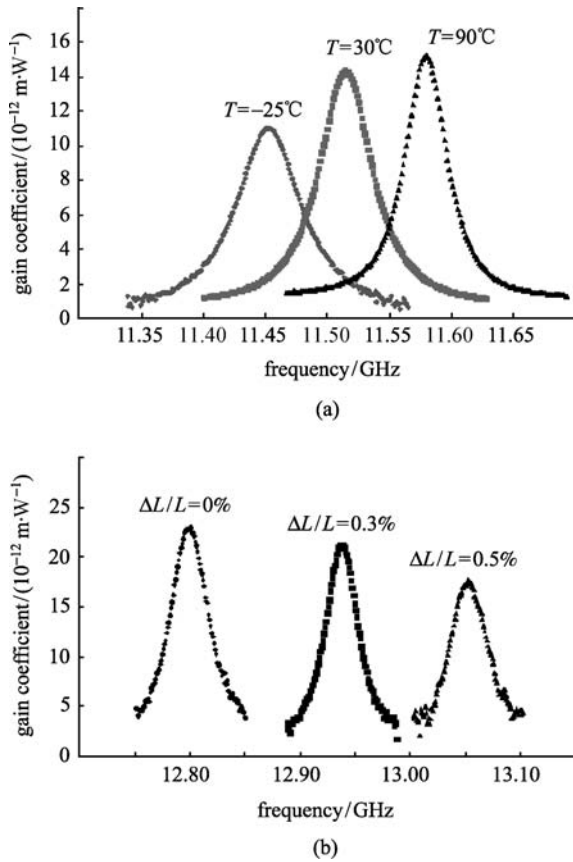 gain coefficient/(10⁻¹² m·W⁻¹)
16
14
12
10
8
6
4
2
0
T=−25℃
T=30℃
T=90℃
11.35 11.40 11.45 11.50 11.55 11.60 11.65
frequency/GHz
(a)
gain coefficient/(10⁻¹² m·W⁻¹)
25
20
15
10
5
0
ΔL/L=0%
ΔL/L=0.3%
ΔL/L=0.5%
12.80 12.90 13.00 13.10
frequency/GHz
(b)